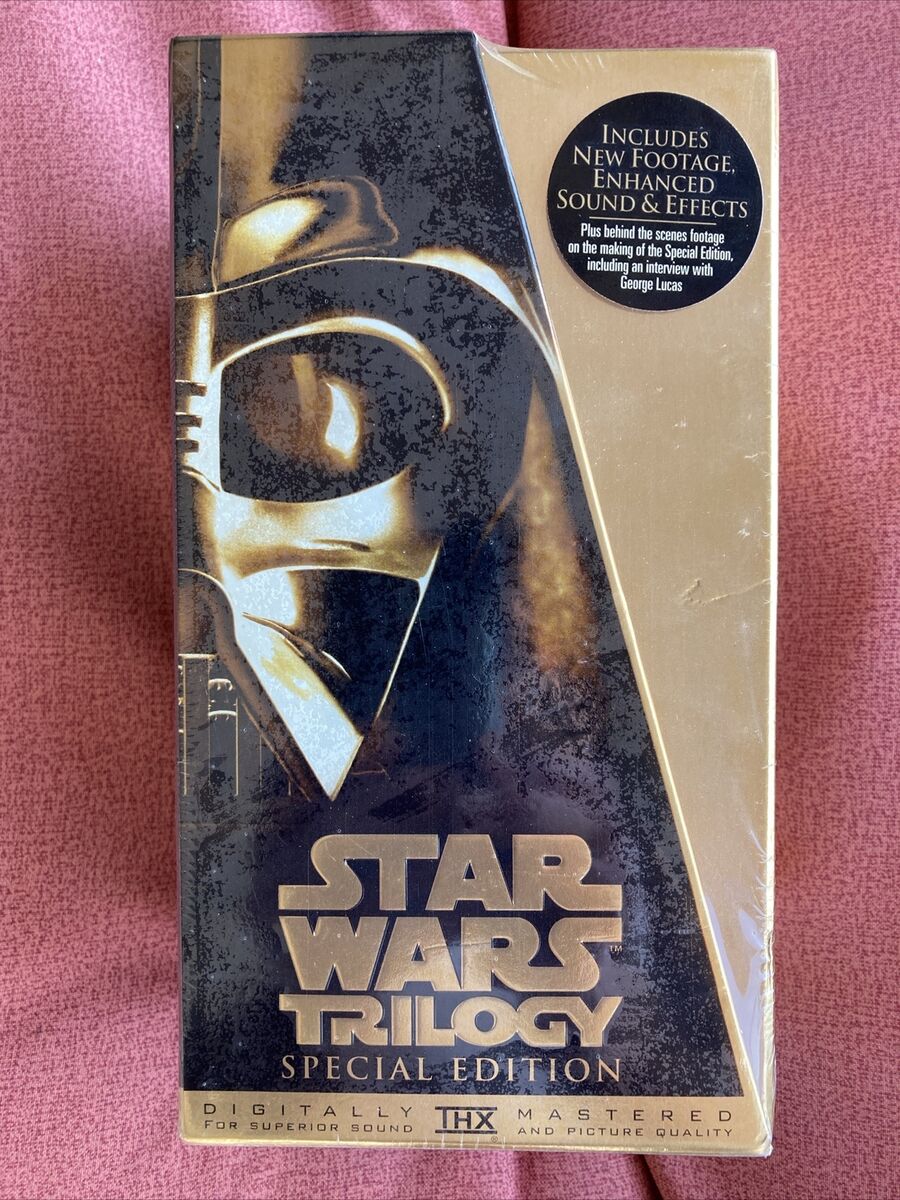 INCLUDES
NEW FOOTAGE,
ENHANCED
SOUND & EFFECTS
Plus behind the scenes footage
on the making of the Special Edition,
including an interview with
George Lucas
STAR
WARS™
TRILOGY
SPECIAL EDITION
DIGITALLY THX MASTERED
FOR SUPERIOR SOUND ® AND PICTURE QUALITY